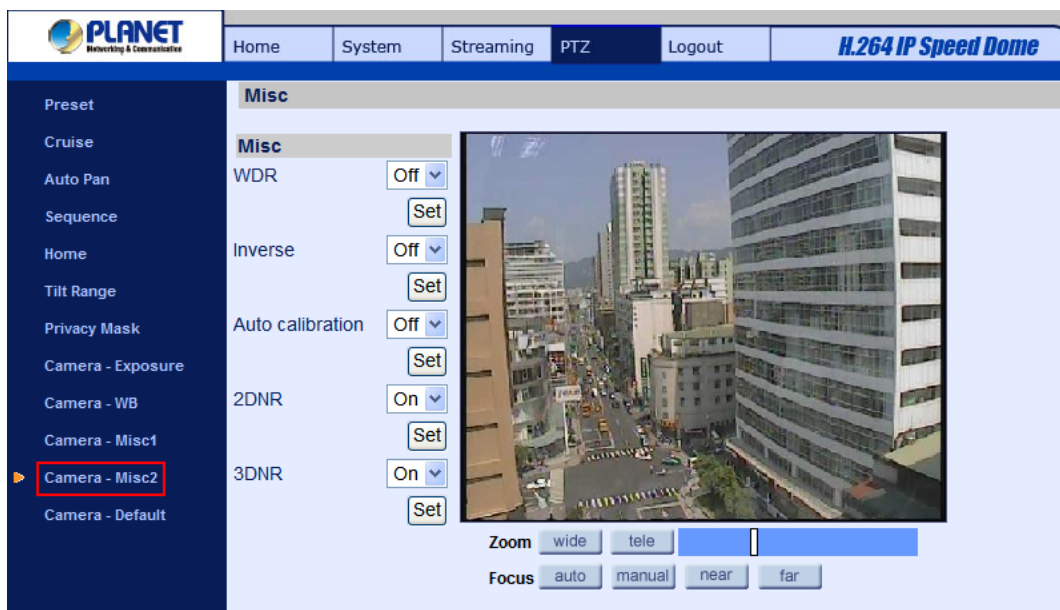 PLANET
Networking & Communication
Home System Streaming PTZ Logout H.264 IP Speed Dome
Preset
Cruise
Auto Pan
Sequence
Home
Tilt Range
Privacy Mask
Camera - Exposure
Camera - WB
Camera - Misc1
Camera - Misc2
Camera - Default
Misc
Misc
WDR Off
Set
Inverse Off
Set
Auto calibration Off
Set
2DNR On
Set
3DNR On
Set
Zoom wide tele
Focus auto manual near far